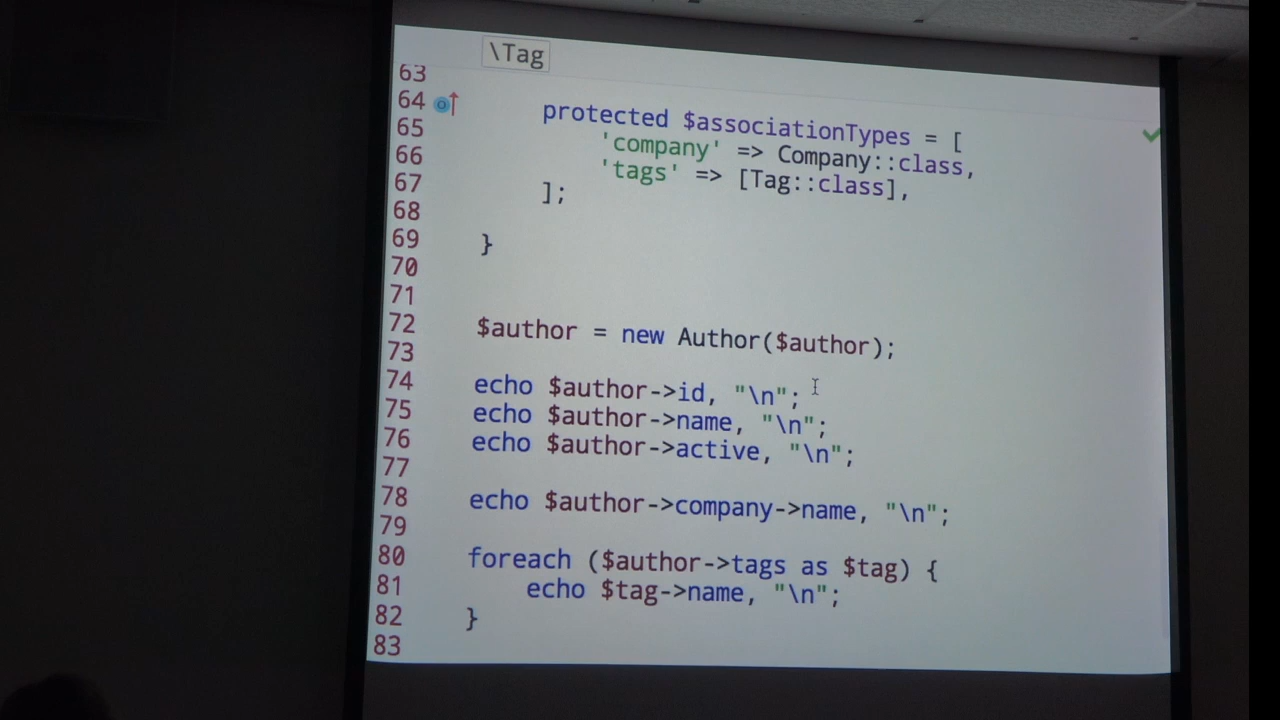 \Tag
63
64
65 protected $associationTypes = [
66 'company' => Company::class,
67 'tags' => [Tag::class],
68 ];
69
70 }
71
72
73 $author = new Author($author);
74
75 echo $author->id, "\n";
76 echo $author->name, "\n";
77 echo $author->active, "\n";
78
79 echo $author->company->name, "\n";
80
81 foreach ($author->tags as $tag) {
82 echo $tag->name, "\n";
83 }